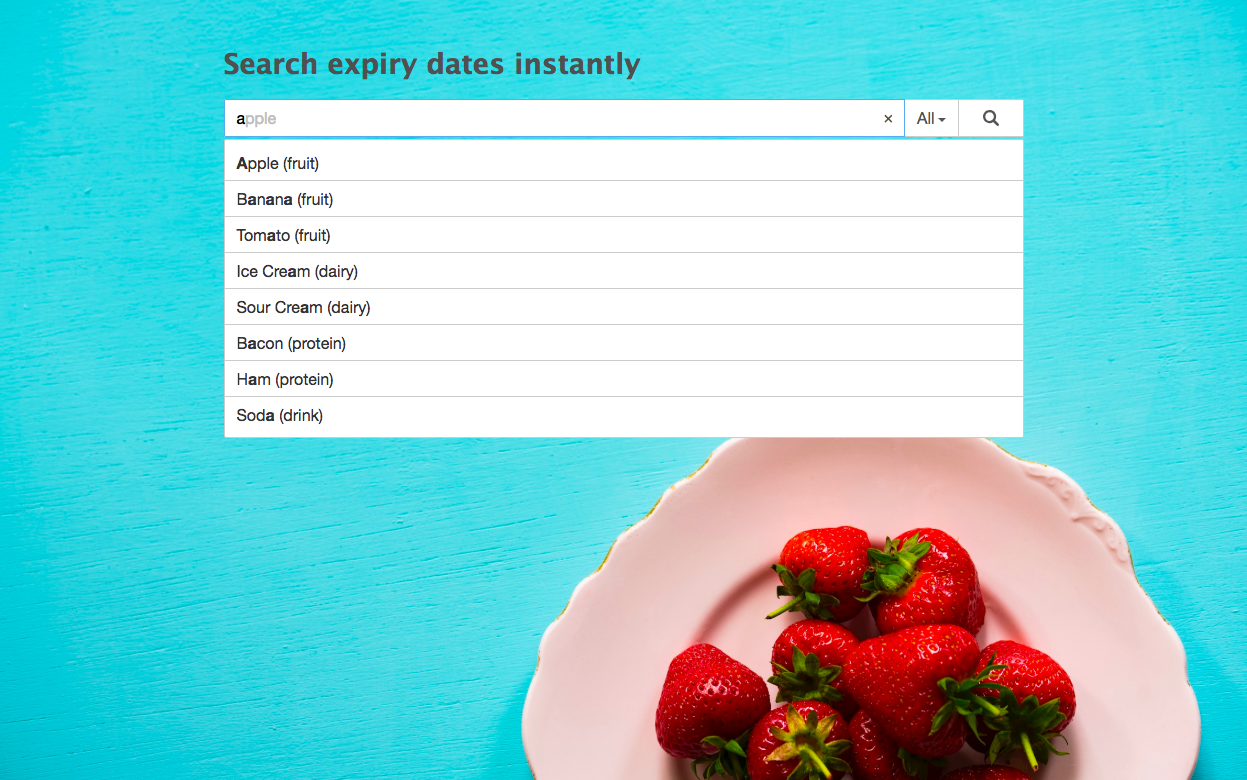 Search expiry dates instantly
apple × All
Apple (fruit)
Banana (fruit)
Tomato (fruit)
Ice Cream (dairy)
Sour Cream (dairy)
Bacon (protein)
Ham (protein)
Soda (drink)